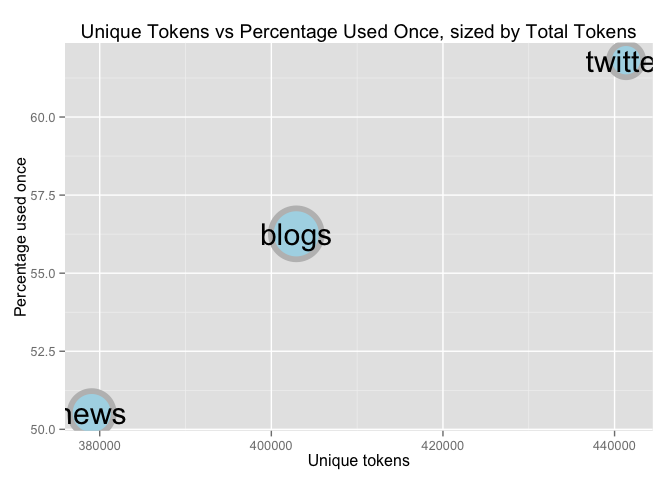 Unique Tokens vs Percentage Used Once, sized by Total Tokens
twitte
60.0
57.5
blogs
55.0
52.5
news
50.0
380000 400000 420000 440000
Percentage used once
Unique tokens